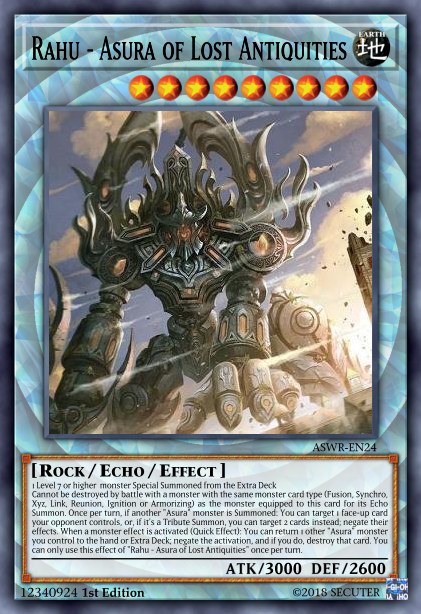 Rahu - Asura of Lost Antiquities
EARTH
地
ASWR-EN24
[Rock / Echo / Effect ]
1 Level 7 or higher monster Special Summoned from the Extra Deck
Cannot be destroyed by battle with a monster with the same monster card type (Fusion, Synchro,
Xyz, Link, Reunion, Ignition or Armorizing) as the monster equipped to this card for its Echo
Summon. Once per turn, if another "Asura" monster is Summoned: You can target 1 face-up card
your opponent controls, or, if it's a Tribute Summon, you can target 2 cards instead; negate their
effects. When a monster effect is activated (Quick Effect): You can return 1 other "Asura" monster
you control to the hand or Extra Deck; negate the activation, and if you do, destroy that card. You
can only use this effect of "Rahu - Asura of Lost Antiquities" once per turn.
ATK/3000 DEF/2600
12340924 1st Edition
©2018 SECUTER